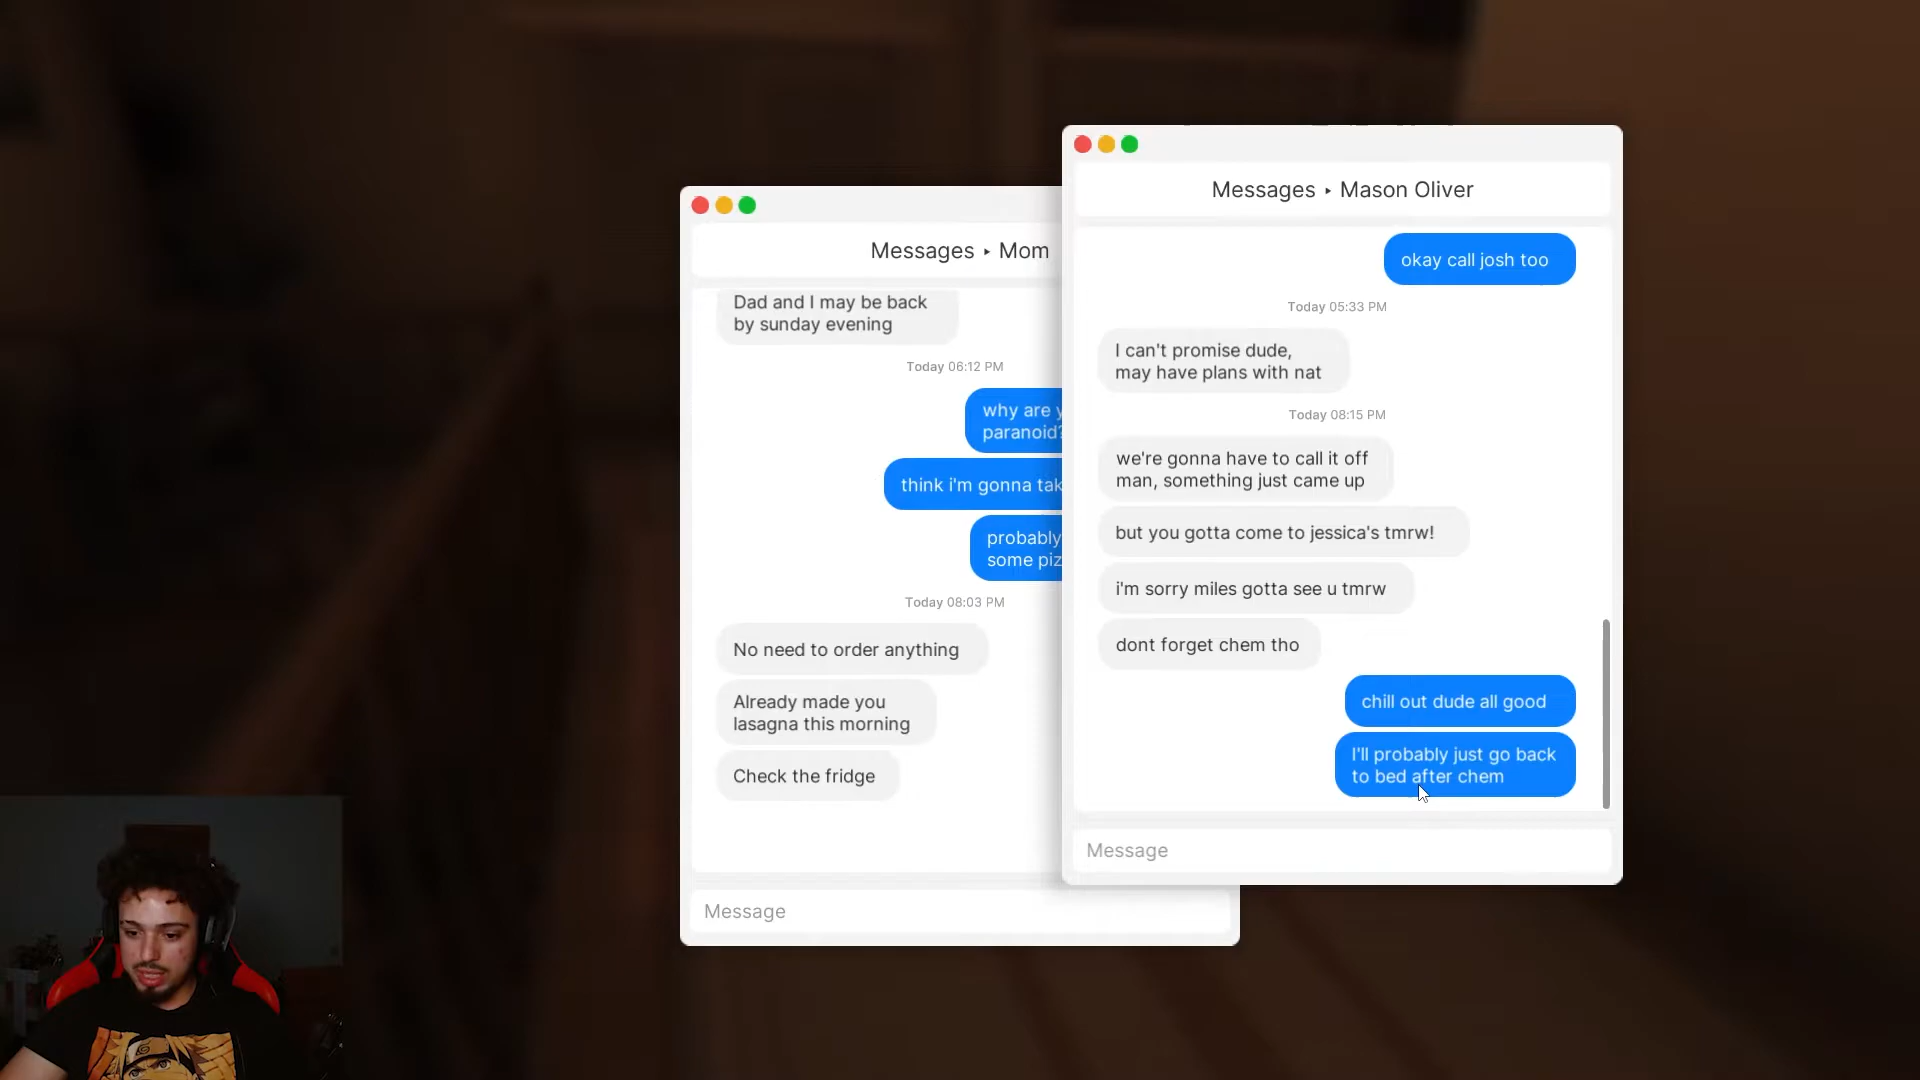 Messages ▸ Mom
Dad and I may be back
by sunday evening
Today 06:12 PM
why are
paranoid?
think i'm gonna tak
probably
some piz
Today 08:03 PM
No need to order anything
Already made you
lasagna this morning
Check the fridge
Message
Messages ▸ Mason Oliver
okay call josh too
Today 05:33 PM
I can't promise dude,
may have plans with nat
Today 08:15 PM
we're gonna have to call it off
man, something just came up
but you gotta come to jessica's tmrw!
i'm sorry miles gotta see u tmrw
dont forget chem tho
chill out dude all good
I'll probably just go back
to bed after chem
Message